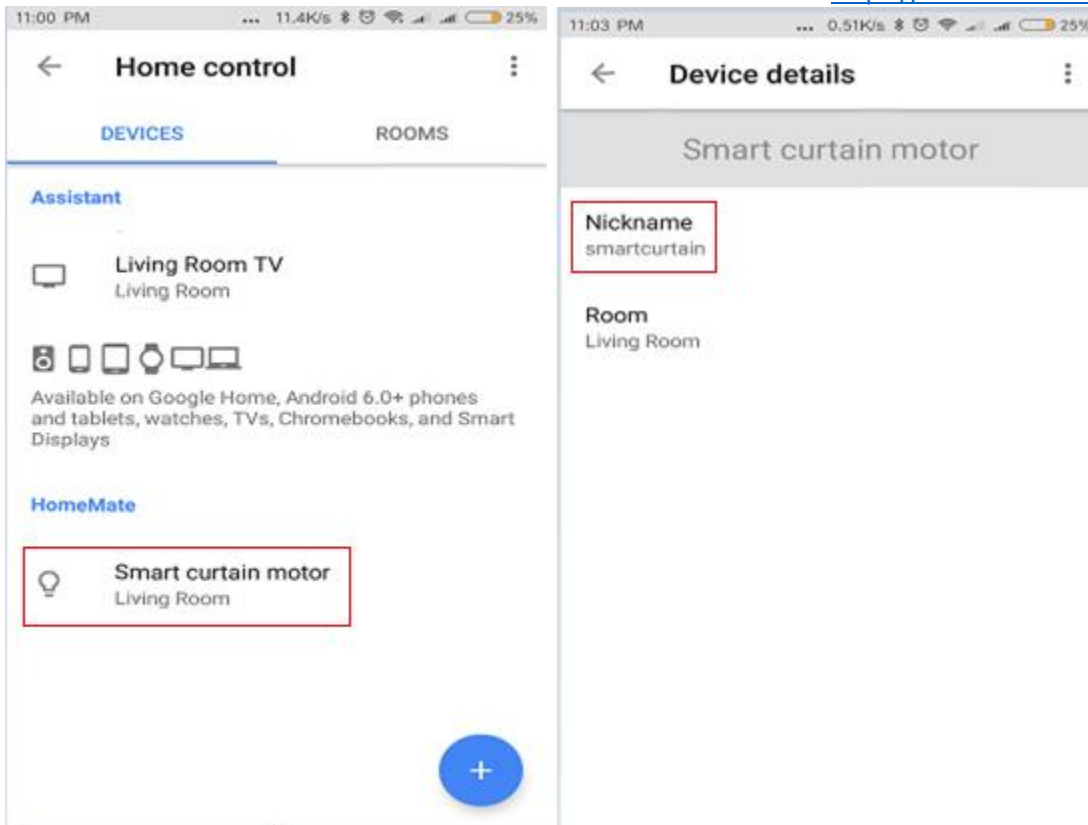 11:00 PM ... 11.4K/s 25%
Home control
DEVICES ROOMS
Assistant
Living Room TV
Living Room
Available on Google Home, Android 6.0+ phones
and tablets, watches, TVs, Chromebooks, and Smart
Displays
HomeMate
Smart curtain motor
Living Room
+
11:03 PM ... 0.51K/s 25%
Device details
Smart curtain motor
Nickname
smartcurtain
Room
Living Room